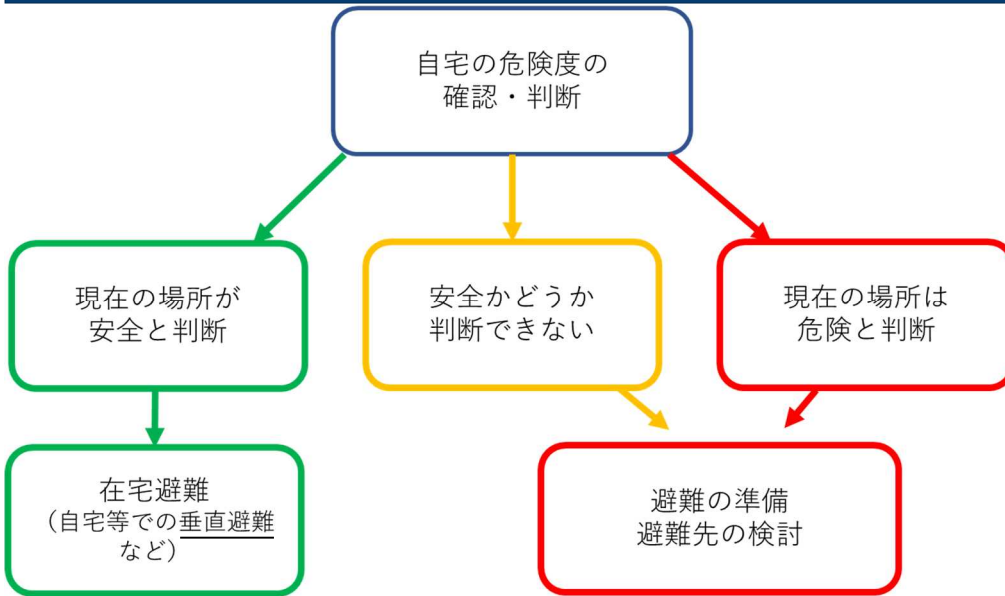 自宅の危険度の
確認・判断
現在の場所が
安全と判断
安全かどうか
判断できない
現在の場所は
危険と判断
在宅避難
（自宅等での垂直避難
など）
避難の準備
避難先の検討